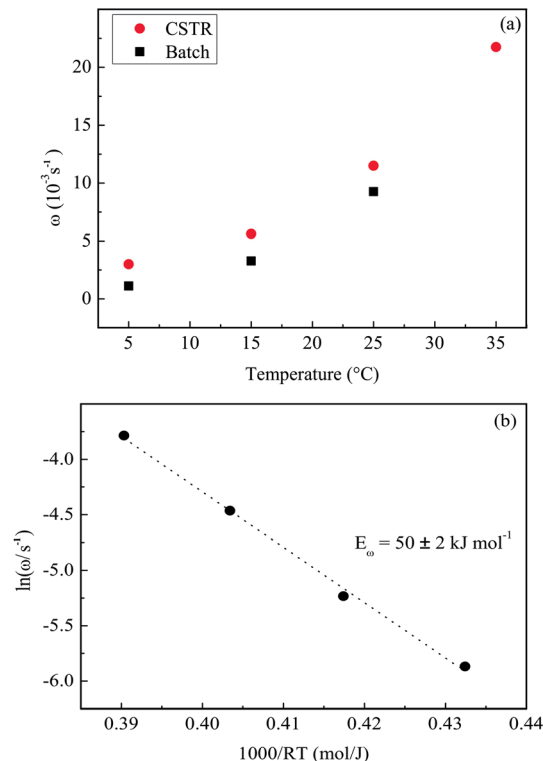 (a)
CSTR
Batch
20
15
10
5
0
ω (10⁻³s⁻¹)
5 10 15 20 25 30 35
Temperature (°C)
(b)
-4.0
-4.5
-5.0
-5.5
-6.0
ln(ω/s⁻¹)
E_ω = 50 ± 2 kJ mol⁻¹
0.39 0.40 0.41 0.42 0.43 0.44
1000/RT (mol/J)